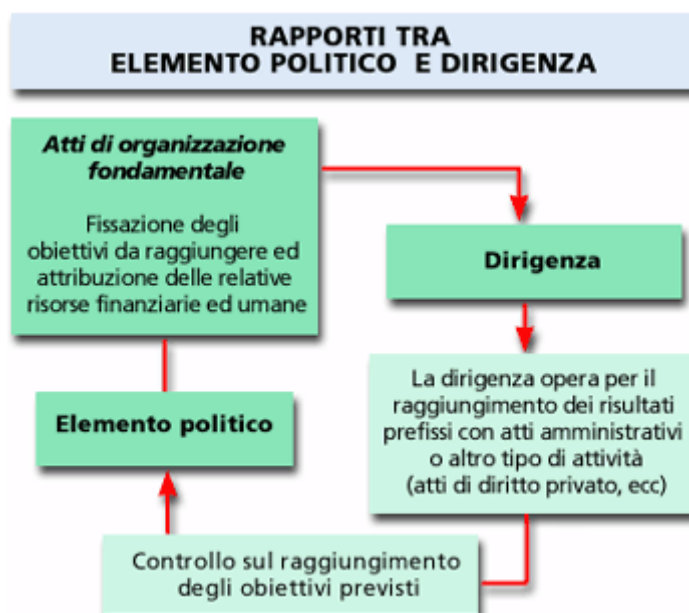 RAPPORTI TRA
ELEMENTO POLITICO E DIRIGENZA
Atti di organizzazione
fondamentale
Fissazione degli
obiettivi da raggiungere ed
attribuzione delle relative
risorse finanziarie ed umane
Dirigenza
La dirigenza opera per il
raggiungimento dei risultati
prefissi con atti amministrativi
o altro tipo di attività
(atti di diritto privato, ecc)
Elemento politico
Controllo sul raggiungimento
degli obiettivi previsti